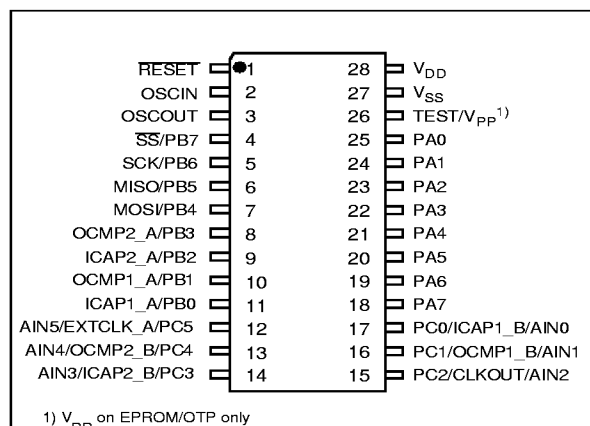 RESET 1 28 VDD
OSCIN 2 27 VSS
OSCOUT 3 26 TEST/VPP1)
SS/PB7 4 25 PA0
SCK/PB6 5 24 PA1
MISO/PB5 6 23 PA2
MOSI/PB4 7 22 PA3
OCMP2_A/PB3 8 21 PA4
ICAP2_A/PB2 9 20 PA5
OCMP1_A/PB1 10 19 PA6
ICAP1_A/PB0 11 18 PA7
AIN5/EXTCLK_A/PC5 12 17 PC0/ICAP1_B/AIN0
AIN4/OCMP2_B/PC4 13 16 PC1/OCMP1_B/AIN1
AIN3/ICAP2_B/PC3 14 15 PC2/CLKOUT/AIN2
1) VPP on EPROM/OTP only